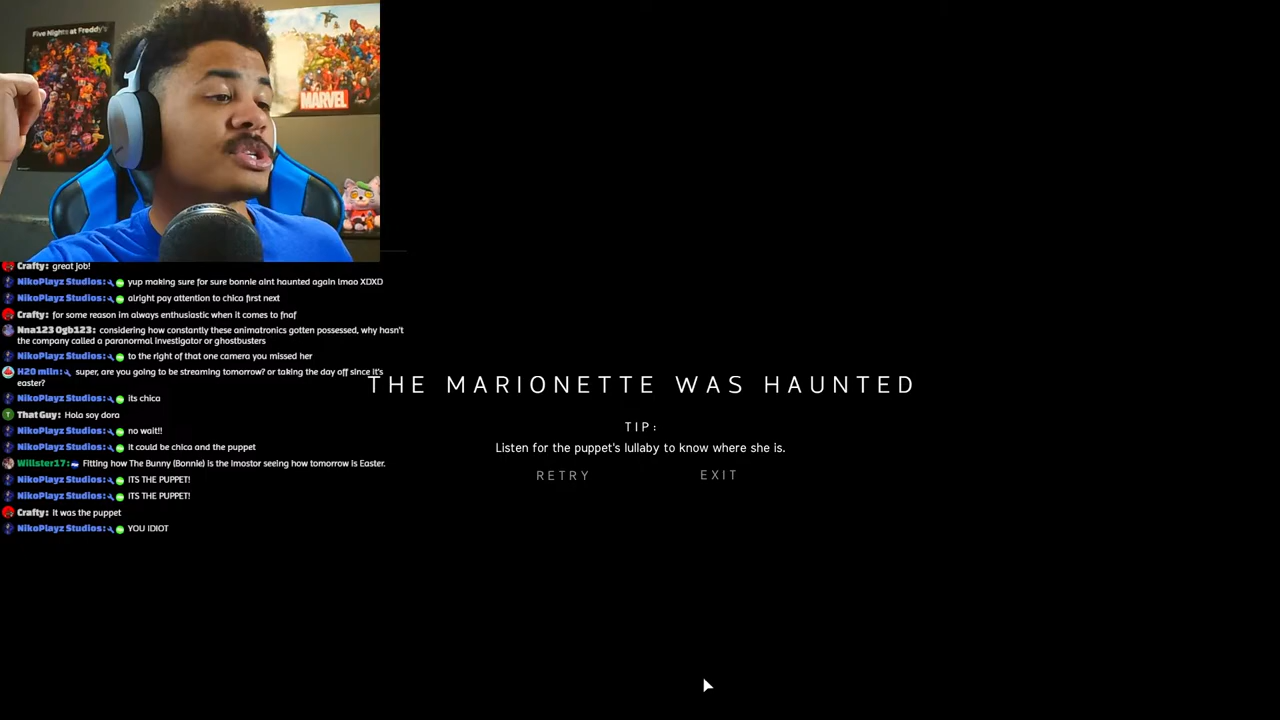 Five Nights at Freddy's
MARVEL
Crafty: great job!
NikoPlayz Studios: yup making sure for sure bonnie aint haunted again lmao XDXD
NikoPlayz Studios: alright pay attention to chica first next
Crafty: for some reason im always enthusiastic when it comes to fnaf
Nna123 Ogb123: considering how constantly these animatronics gotten possessed, why hasn't
the company called a paranormal investigator or ghostbusters
NikoPlayz Studios: to the right of that one camera you missed her
H20 mlin: super, are you going to be streaming tomorrow? or taking the day off since it's
easter?
NikoPlayz Studios: its chica
That Guy: Hola soy dora
NikoPlayz Studios: no wait!!
NikoPlayz Studios: it could be chica and the puppet
Willster17: Fitting how The Bunny (Bonnie) is the Imostor seeing how tomorrow is Easter.
NikoPlayz Studios: ITS THE PUPPET!
NikoPlayz Studios: ITS THE PUPPET!
Crafty: It was the puppet
NikoPlayz Studios: YOU IDIOT
THE MARIONETTE WAS HAUNTED
TIP:
Listen for the puppet's lullaby to know where she is.
RETRY EXIT